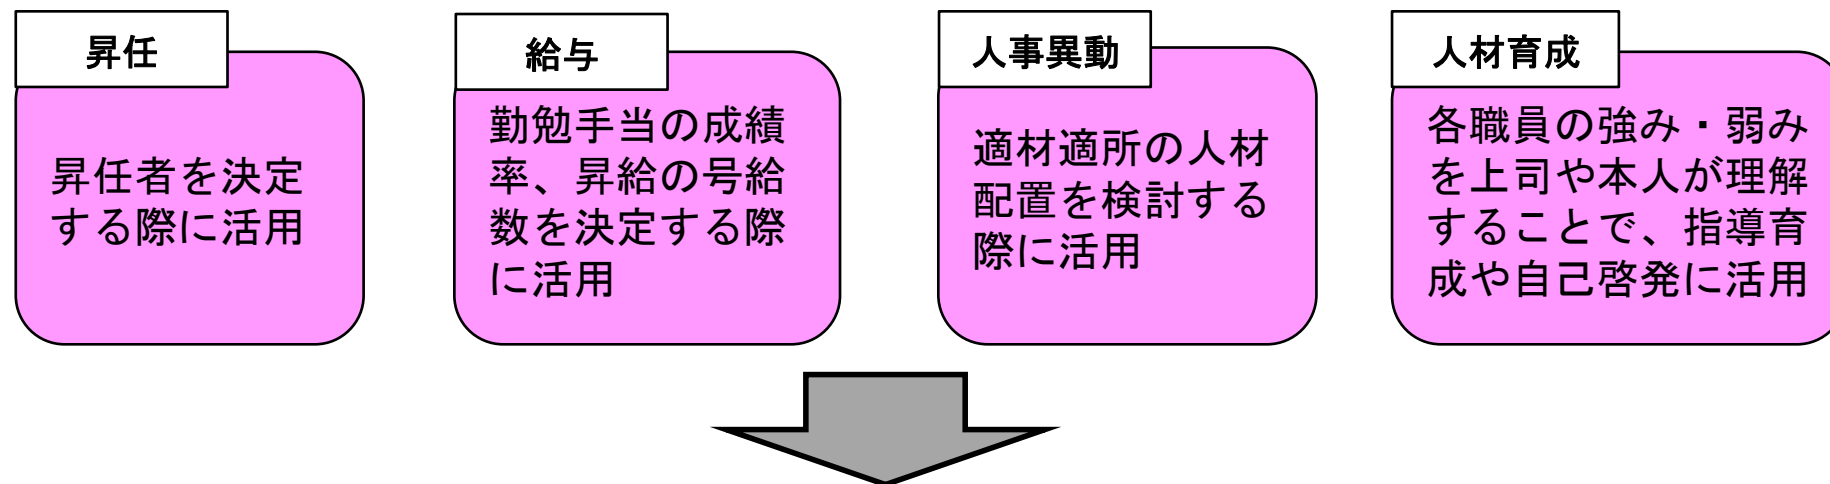 昇任
昇任者を決定
する際に活用
給与
勤勉手当の成績
率、昇給の号給
数を決定する際
に活用
人事異動
適材適所の人材
配置を検討する
際に活用
人材育成
各職員の強み・弱み
を上司や本人が理解
することで、指導育
成や自己啓発に活用